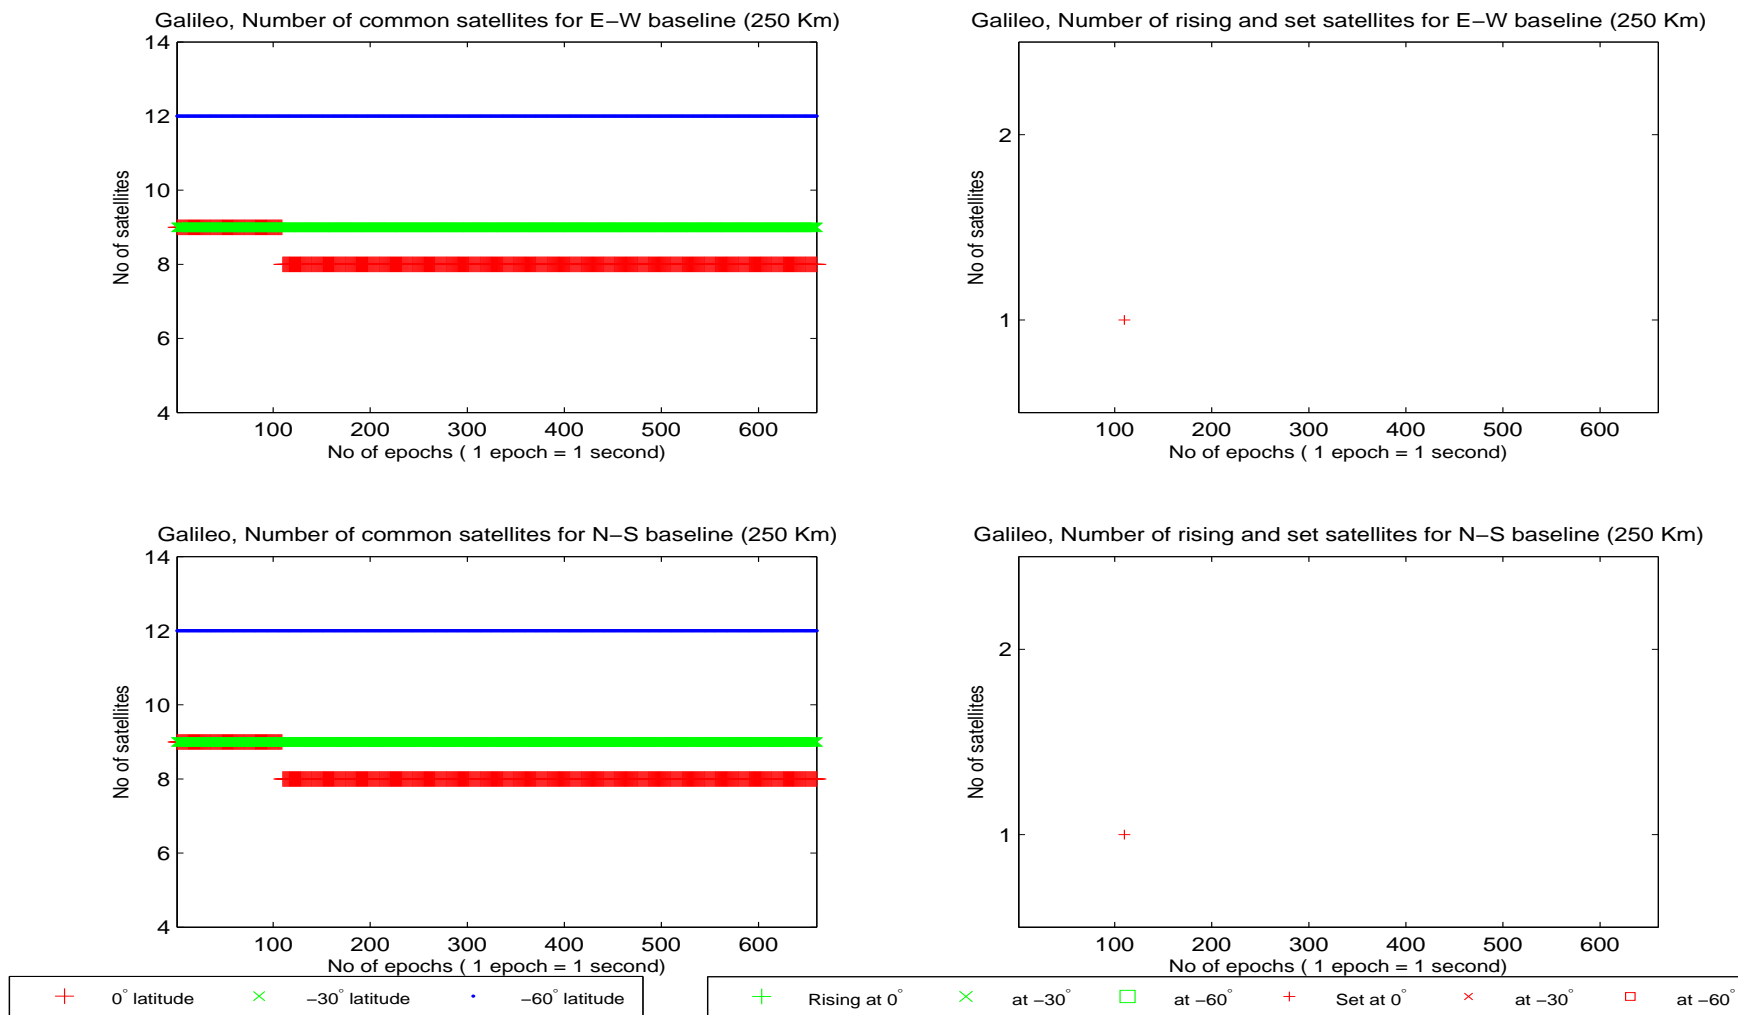 Galileo, Number of common satellites for E−W baseline (250 Km)
14
12
10
8
6
4
No of satellites
100 200 300 400 500 600
No of epochs ( 1 epoch = 1 second)
Galileo, Number of rising and set satellites for E−W baseline (250 Km)
2
1
No of satellites
100 200 300 400 500 600
No of epochs ( 1 epoch = 1 second)
Galileo, Number of common satellites for N−S baseline (250 Km)
14
12
10
8
6
4
No of satellites
100 200 300 400 500 600
No of epochs ( 1 epoch = 1 second)
Galileo, Number of rising and set satellites for N−S baseline (250 Km)
2
1
No of satellites
100 200 300 400 500 600
No of epochs ( 1 epoch = 1 second)
0° latitude −30° latitude −60° latitude
Rising at 0° at −30° at −60° Set at 0° at −30° at −60°